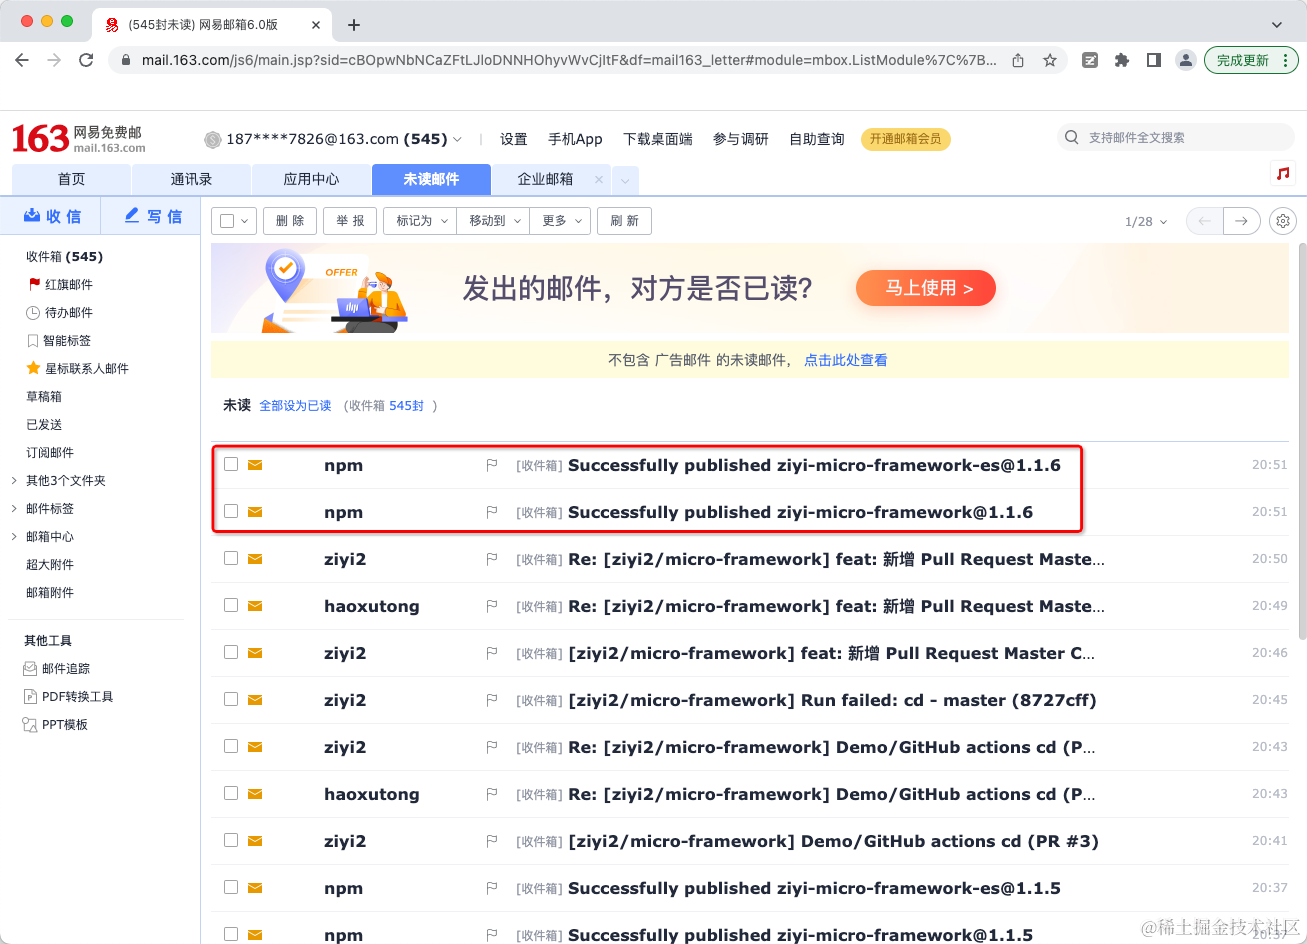 (545封未读) 网易邮箱6.0版
mail.163.com/js6/main.jsp?sid=cBOpwNbNCaZFtLJloDNNHOhyvWvCjItF&df=mail163_letter#module=mbox.ListModule%7C%7B...
完成更新
163 网易免费邮
mail.163.com
187****7826@163.com (545)
设置 手机App 下载桌面端 参与调研 自助查询 开通邮箱会员
支持邮件全文搜索
首页 通讯录 应用中心 未读邮件 企业邮箱
收信 写信
删除 举报 标记为 移动到 更多 刷新 1/28
收件箱 (545)
红旗邮件
待办邮件
智能标签
星标联系人邮件
草稿箱
已发送
订阅邮件
其他3个文件夹
邮件标签
邮箱中心
超大附件
邮箱附件
其他工具
邮件追踪
PDF转换工具
PPT模板
OFFER
发出的邮件，对方是否已读？ 马上使用 >
不包含 广告邮件 的未读邮件， 点击此处查看
未读 全部设为已读 (收件箱 545封 )
npm [收件箱] Successfully published ziyi-micro-framework-es@1.1.6 20:51
npm [收件箱] Successfully published ziyi-micro-framework@1.1.6 20:51
ziyi2 [收件箱] Re: [ziyi2/micro-framework] feat: 新增 Pull Request Maste... 20:50
haoxutong [收件箱] Re: [ziyi2/micro-framework] feat: 新增 Pull Request Maste... 20:49
ziyi2 [收件箱] [ziyi2/micro-framework] feat: 新增 Pull Request Master C... 20:46
ziyi2 [收件箱] [ziyi2/micro-framework] Run failed: cd - master (8727cff) 20:45
ziyi2 [收件箱] Re: [ziyi2/micro-framework] Demo/GitHub actions cd (P... 20:43
haoxutong [收件箱] Re: [ziyi2/micro-framework] Demo/GitHub actions cd (P... 20:43
ziyi2 [收件箱] [ziyi2/micro-framework] Demo/GitHub actions cd (PR #3) 20:41
npm [收件箱] Successfully published ziyi-micro-framework-es@1.1.5 20:37
npm [收件箱] Successfully published ziyi-micro-framework@1.1.5 20:37
@稀土掘金技术社区